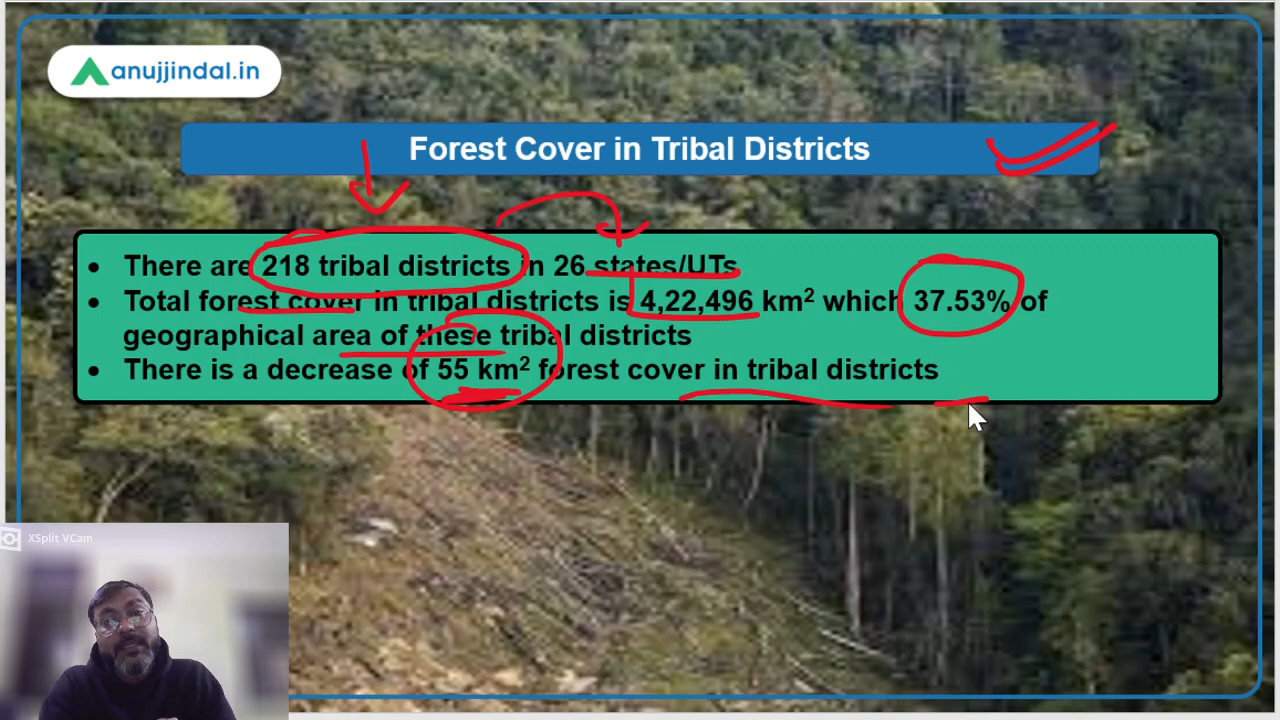 anujjindal.in
Forest Cover in Tribal Districts
• There are 218 tribal districts in 26 states/UTs
• Total forest cover in tribal districts is 4,22,496 km² which 37.53% of
geographical area of these tribal districts
• There is a decrease of 55 km² forest cover in tribal districts
XSplit VCam